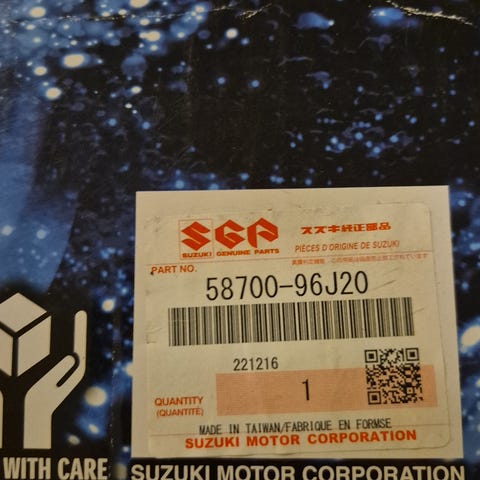 SGP
スズキ純正部品
SUZUKI GENUINE PARTS
PIÈCES D'ORIGINE DE SUZUKI
PART NO.
58700-96J20
221216
QUANTITY
(QUANTITÉ)
1
MADE IN TAIWAN/FABRIQUE EN FORMSE
SUZUKI MOTOR CORPORATION
WITH CARE
SUZUKI MOTOR CORPORATION